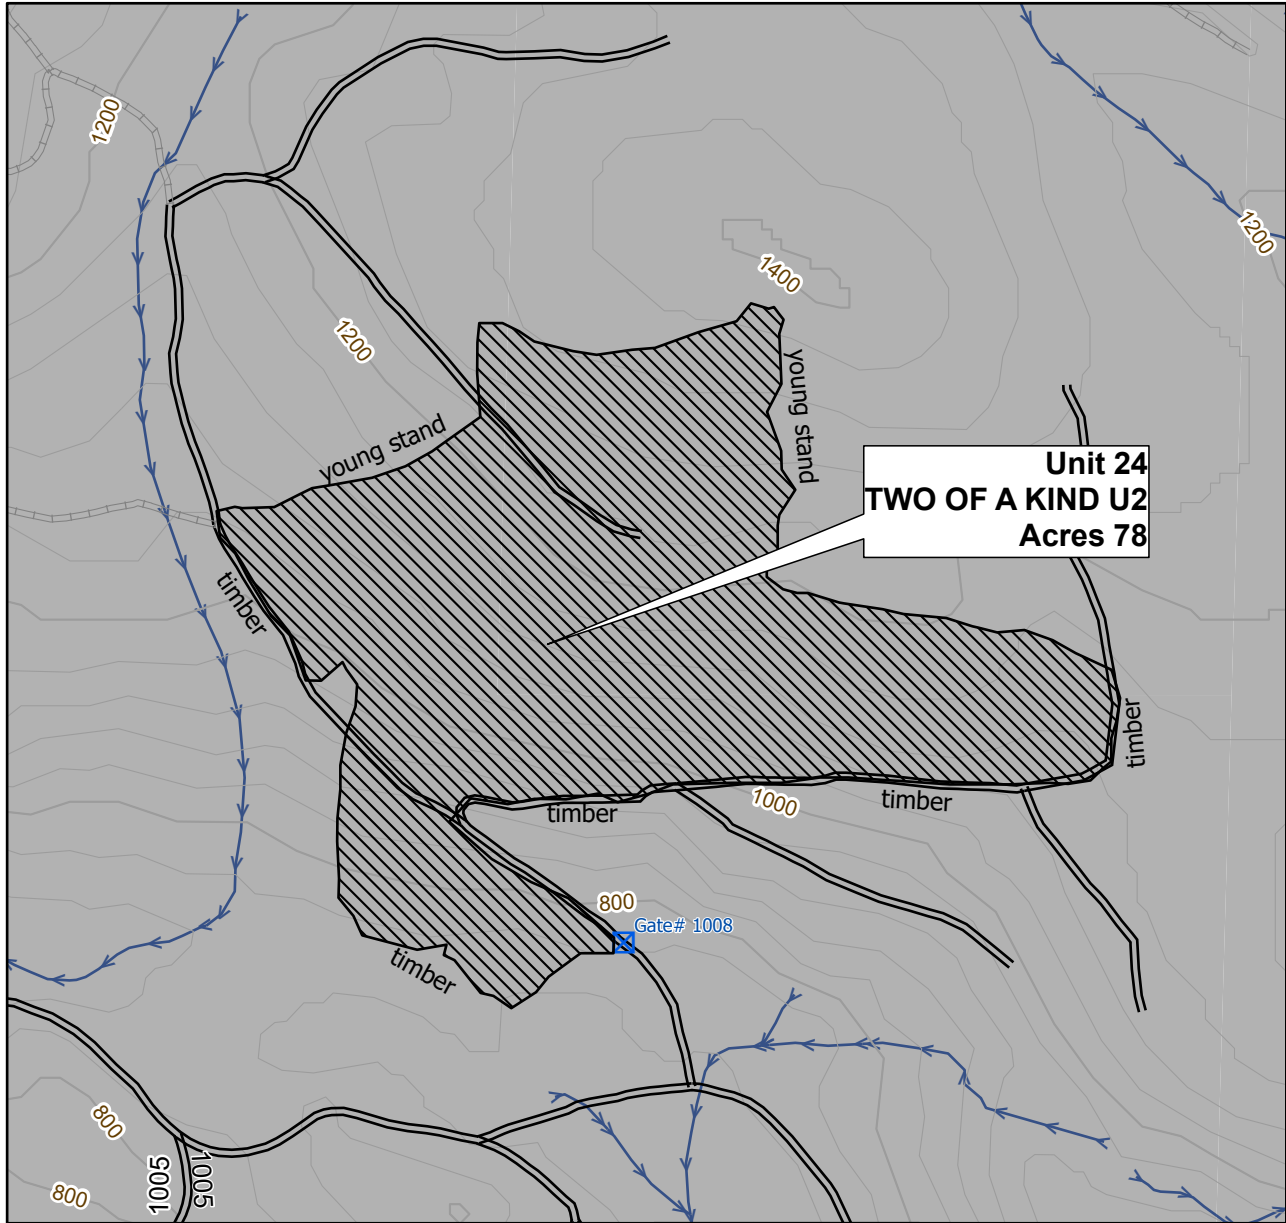 1200
1200
1400
1200
young stand
young stand
Unit 24
TWO OF A KIND U2
Acres 78
timber
timber
1000
timber
timber
800
Gate# 1008
timber
800
800
1005
1005